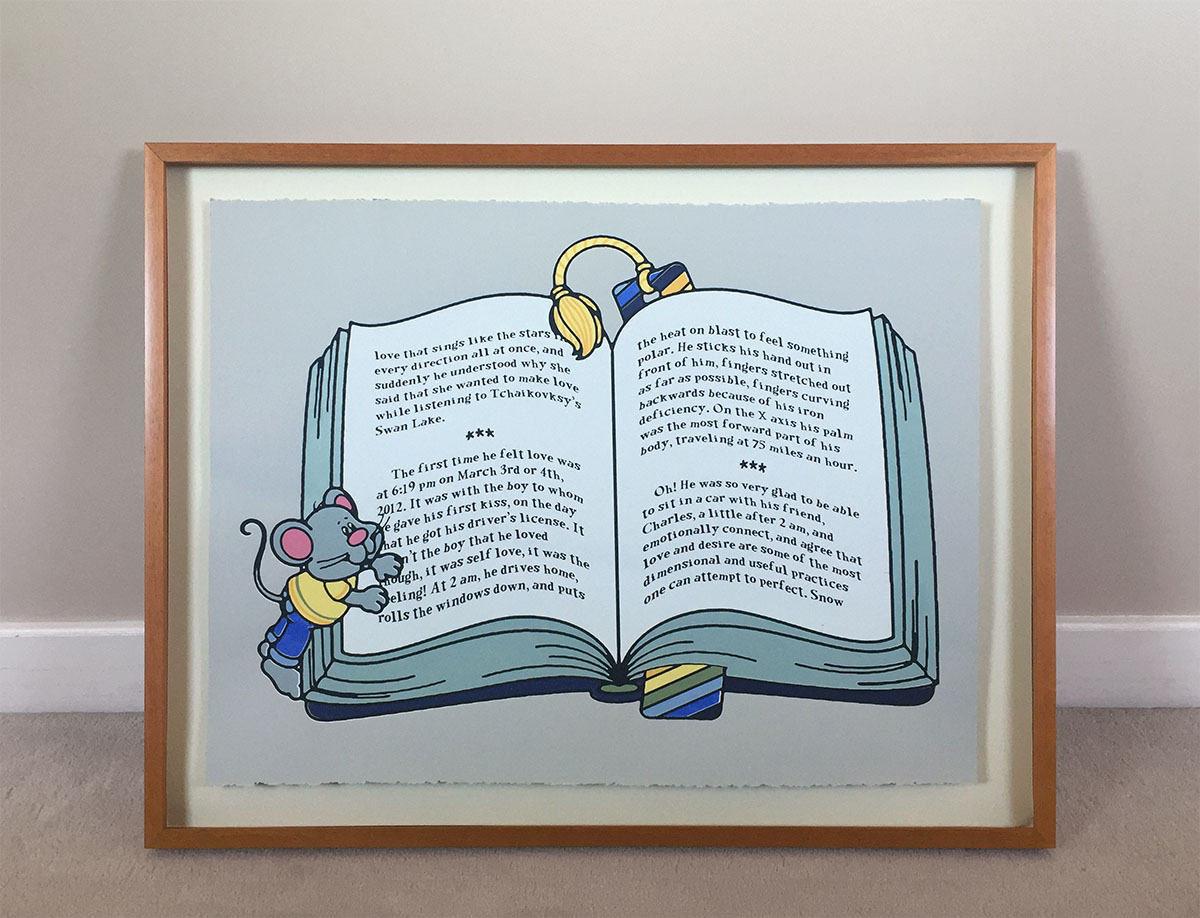 love that sings like the stars
every direction all at once, and
suddenly he understood why she
said that she wanted to make love
while listening to Tchaikovksy's
Swan Lake.
***
The first time he felt love was
at 6:19 pm on March 3rd or 4th,
2012. It was with the boy to whom
gave his first kiss, on the day
he got his driver's license. It
the boy that he loved
it was self love, it was the
At 2 am, he drives home,
rolls the windows down, and puts
the heat on blast to feel something
polar. He sticks his hand out in
front of him, fingers stretched out
as far as possible, fingers curving
backwards because of his iron
deficiency. On the X axis his palm
was the most forward part of his
body, traveling at 75 miles an hour.
***
Oh! He was so very glad to be able
to sit in a car with his friend,
Charles, a little after 2 am, and
emotionally connect, and agree that
love and desire are some of the most
dimensional and useful practices
one can attempt to perfect. Snow